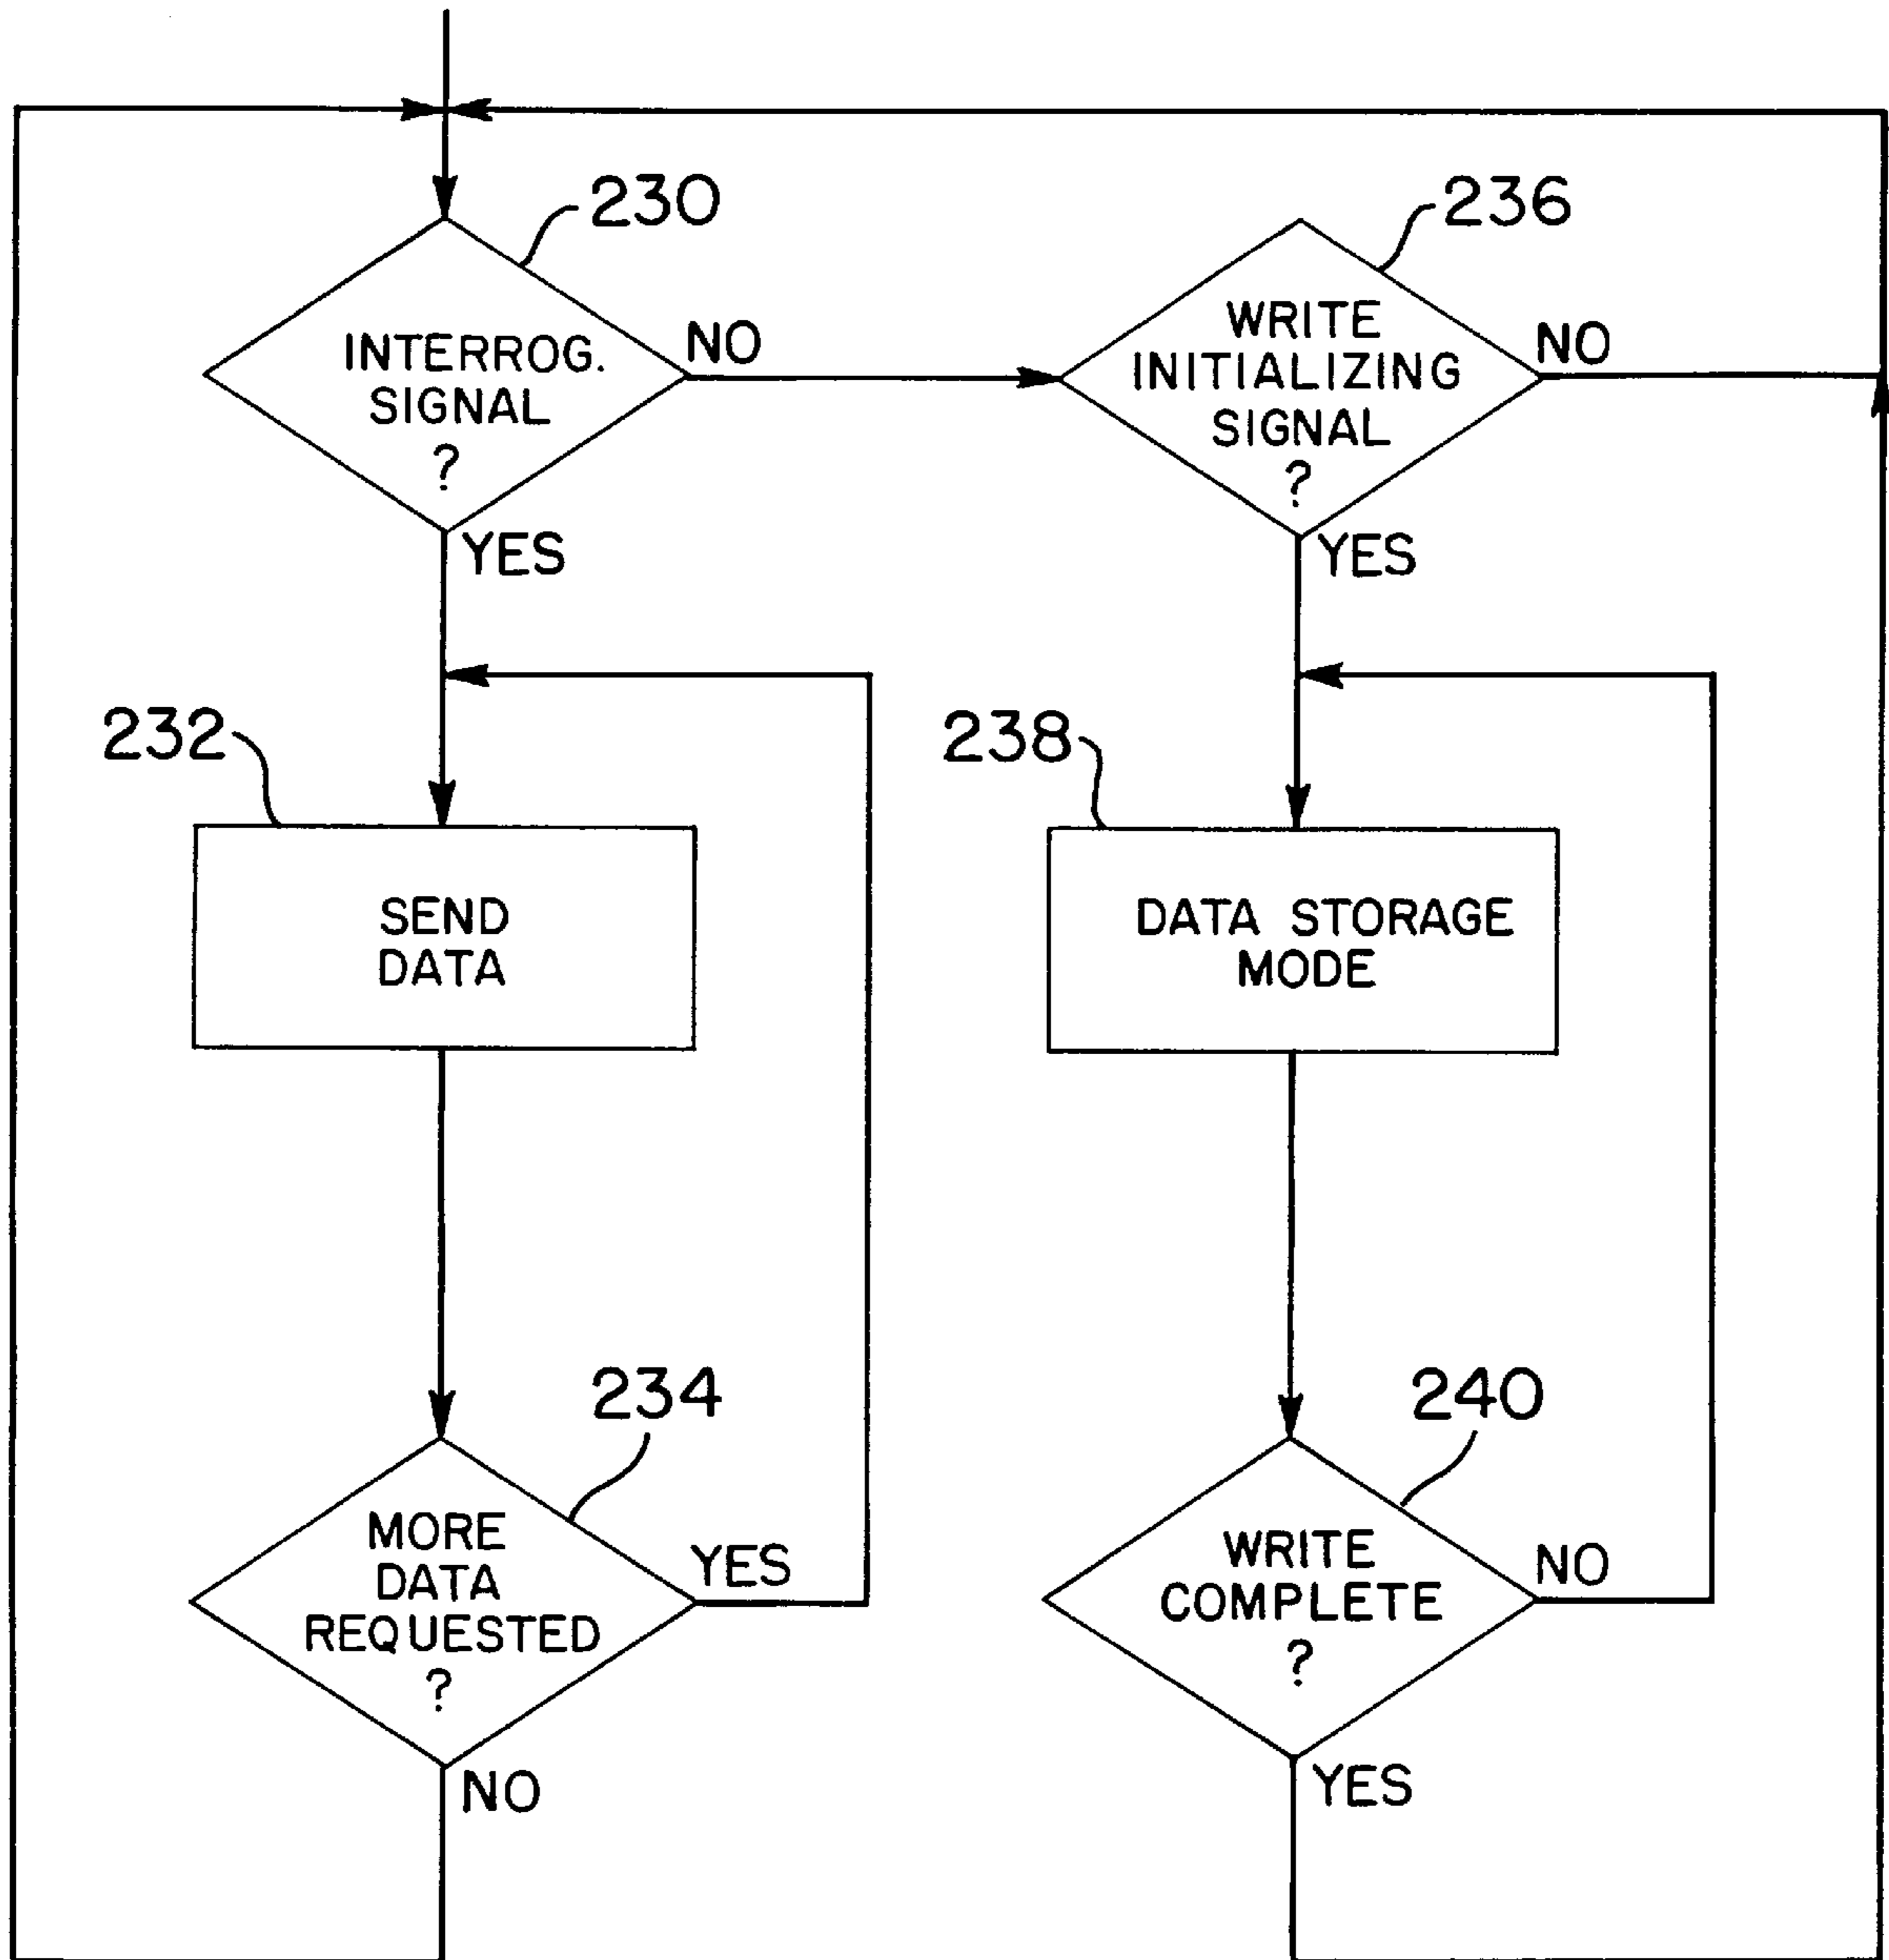 230
INTERROG.
SIGNAL
?
NO
YES
236
WRITE
INITIALIZING
SIGNAL
?
NO
YES
232
SEND
DATA
238
DATA STORAGE
MODE
234
MORE
DATA
REQUESTED
?
YES
NO
240
WRITE
COMPLETE
?
NO
YES